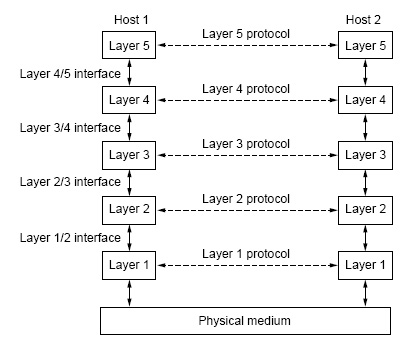 Host 1
Host 2
Layer 5
Layer 5 protocol
Layer 5
Layer 4/5 interface
Layer 4
Layer 4 protocol
Layer 4
Layer 3/4 interface
Layer 3
Layer 3 protocol
Layer 3
Layer 2/3 interface
Layer 2
Layer 2 protocol
Layer 2
Layer 1/2 interface
Layer 1
Layer 1 protocol
Layer 1
Physical medium